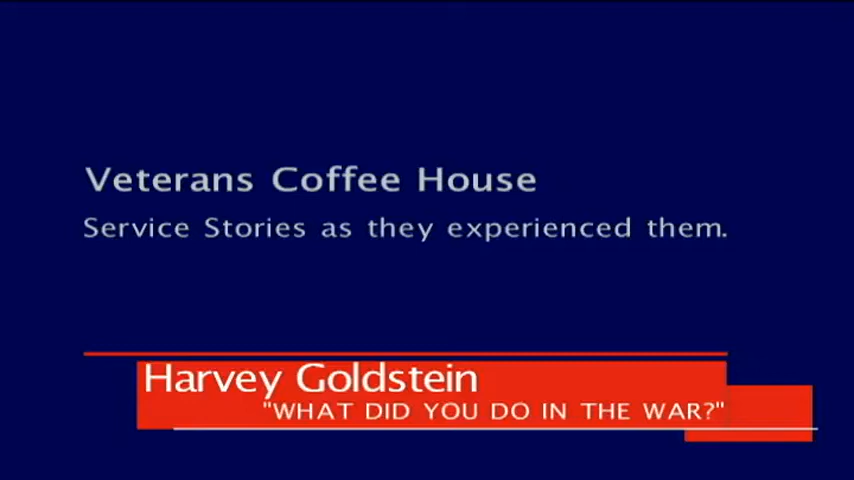 Veterans Coffee House
Service Stories as they experienced them.
Harvey Goldstein
"WHAT DID YOU DO IN THE WAR?"